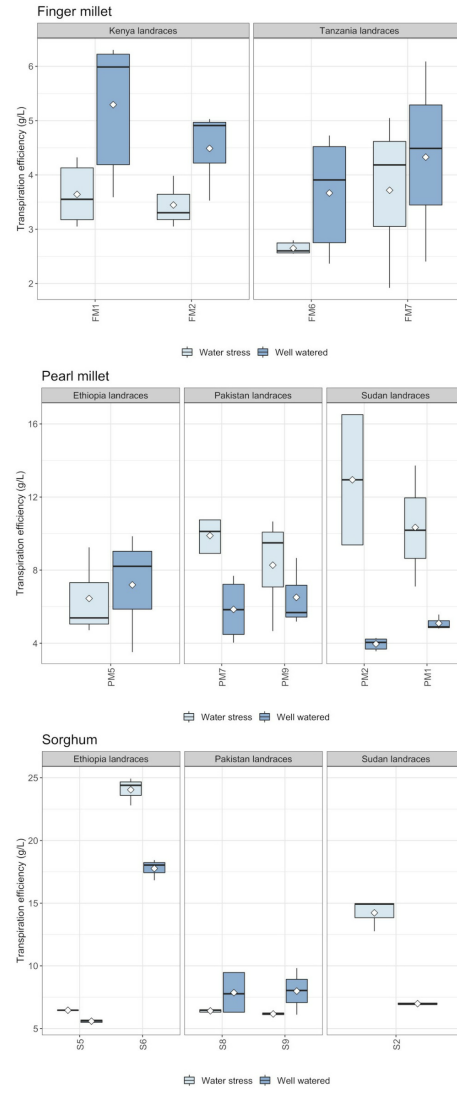 Finger millet
Kenya landraces
Tanzania landraces
Transpiration efficiency (g/L)
6
5
4
3
2
FM1
FM2
FM6
FM7
Water stress
Well watered
Pearl millet
Ethiopia landraces
Pakistan landraces
Sudan landraces
Transpiration efficiency (g/L)
16
12
8
4
PM5
PM7
PM9
PM2
PM1
Water stress
Well watered
Sorghum
Ethiopia landraces
Pakistan landraces
Sudan landraces
Transpiration efficiency (g/L)
25
20
15
10
5
S5
S6
S8
S9
S2
Water stress
Well watered